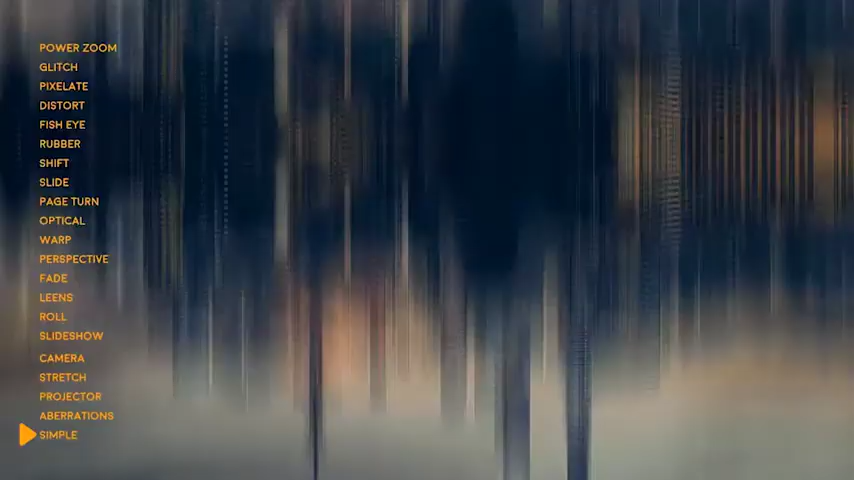 POWER ZOOM
GLITCH
PIXELATE
DISTORT
FISH EYE
RUBBER
SHIFT
SLIDE
PAGE TURN
OPTICAL
WARP
PERSPECTIVE
FADE
LEENS
ROLL
SLIDESHOW
CAMERA
STRETCH
PROJECTOR
ABERRATIONS
SIMPLE